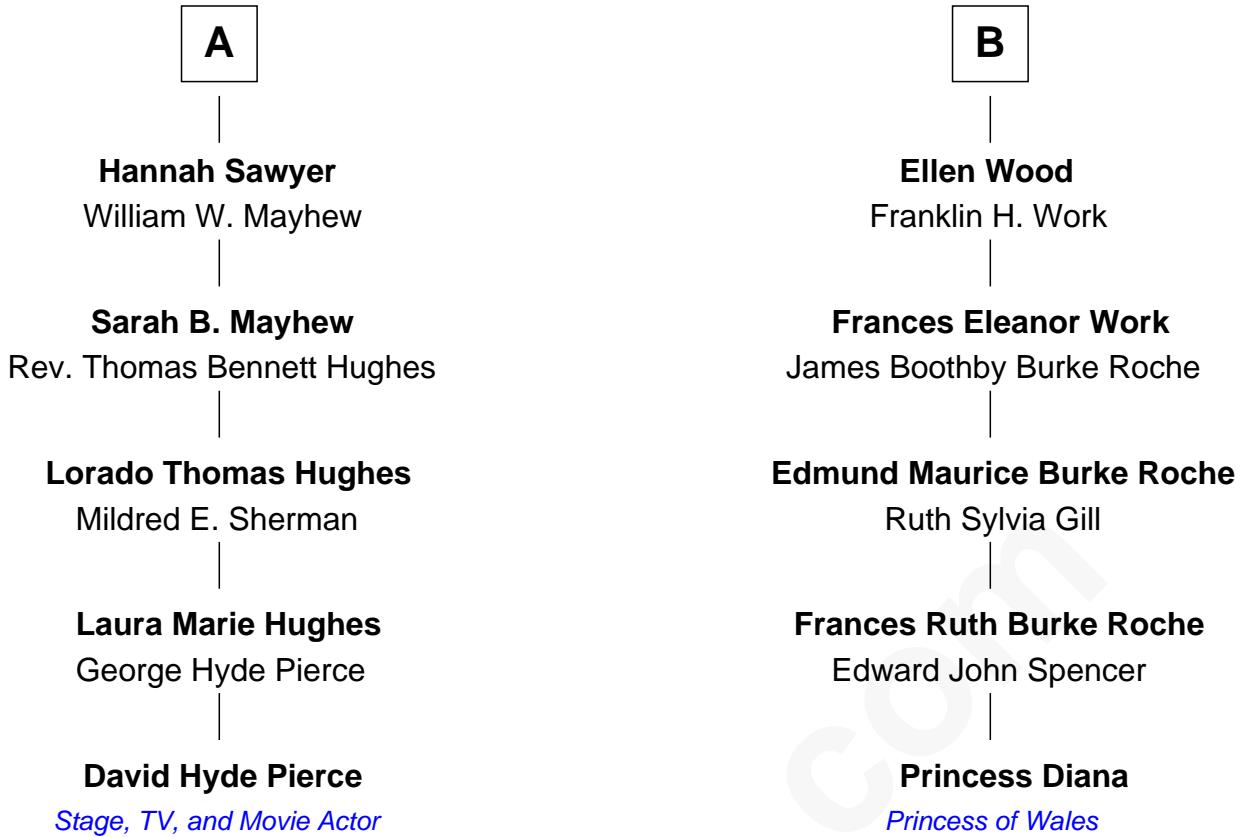 A
Hannah Sawyer
William W. Mayhew
Sarah B. Mayhew
Rev. Thomas Bennett Hughes
Lorado Thomas Hughes
Mildred E. Sherman
Laura Marie Hughes
George Hyde Pierce
David Hyde Pierce
Stage, TV, and Movie Actor
B
Ellen Wood
Franklin H. Work
Frances Eleanor Work
James Boothby Burke Roche
Edmund Maurice Burke Roche
Ruth Sylvia Gill
Frances Ruth Burke Roche
Edward John Spencer
Princess Diana
Princess of Wales
com